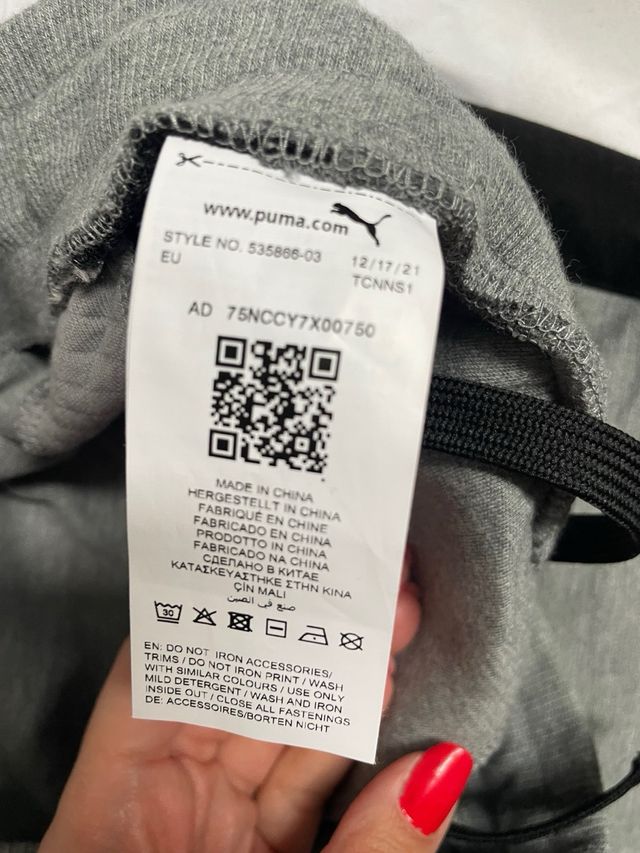 www.puma.com
STYLE NO. 535866-03 12/17/21
EU TCNNS1
AD 75NCCY7X00750
MADE IN CHINA
HERGESTELLT IN CHINA
FABRIQUÉ EN CHINE
FABRICADO EN CHINA
PRODOTTO IN CHINA
FABRICADO NA CHINA
СДЕЛАНО В КИТАЕ
ΚΑΤΑΣΚΕΥΑΣΤΗΚΕ ΣΤΗΝ ΚΙΝΑ
ÇİN MALI
صنع في الصين
30
EN: DO NOT IRON ACCESSORIES/
TRIMS / DO NOT IRON PRINT / WASH
WITH SIMILAR COLOURS / USE ONLY
MILD DETERGENT / WASH AND IRON
INSIDE OUT / CLOSE ALL FASTENINGS
DE: ACCESSOIRES/BORTEN NICHT